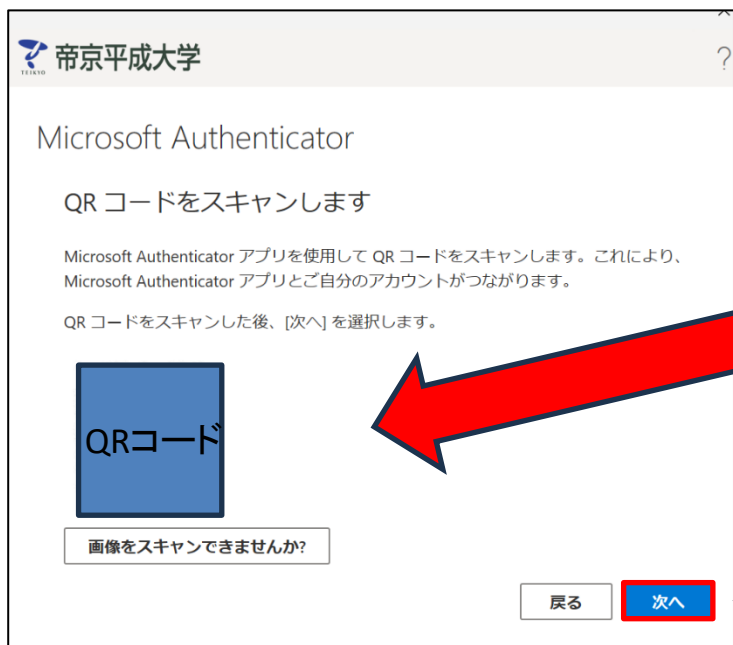 TEIKYO
帝京平成大学
?
Microsoft Authenticator
QR コードをスキャンします
Microsoft Authenticator アプリを使用して QR コードをスキャンします。これにより、
Microsoft Authenticator アプリとご自分のアカウントがつながります。
QR コードをスキャンした後、[次へ] を選択します。
QRコード
画像をスキャンできませんか?
戻る
次へ